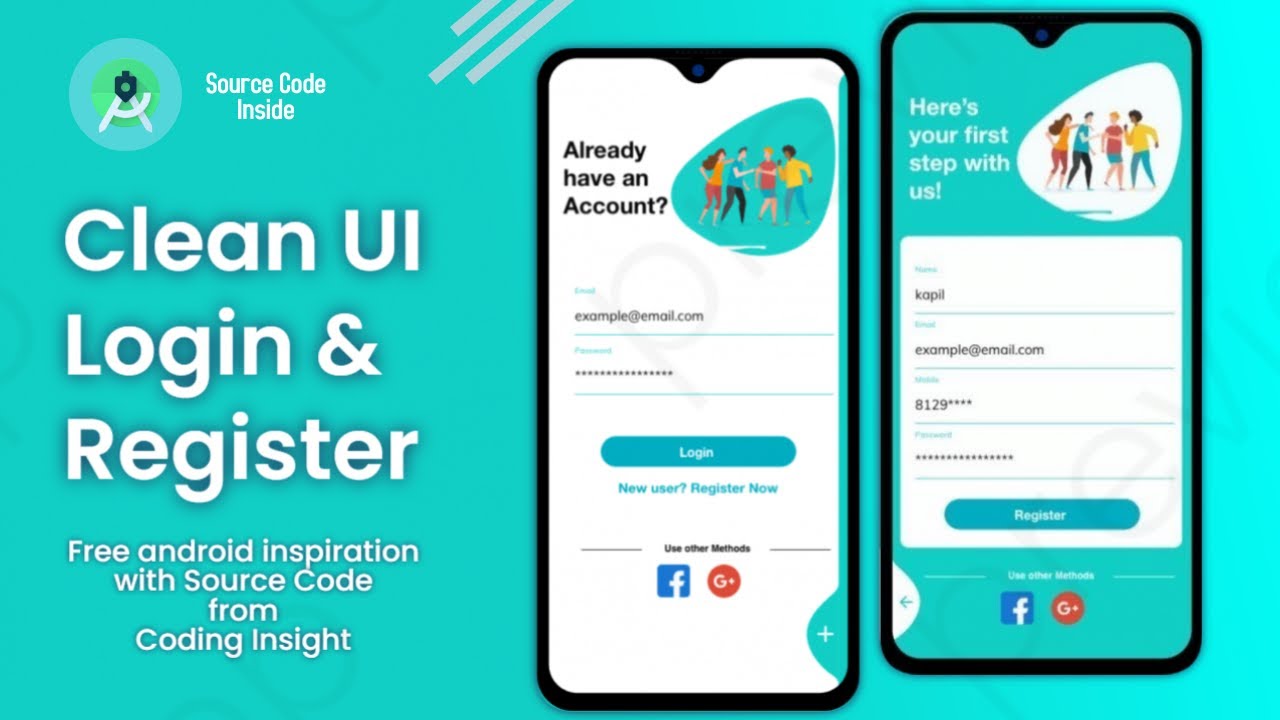 Source Code
Inside
Clean UI
Login &
Register
Free android inspiration
with Source Code
from
Coding Insight
Already
have an
Account?
Email
example@email.com
Password
****************
Login
New user? Register Now
Use other Methods
f
G+
+
Here's
your first
step with
us!
Name
kapil
Email
example@email.com
Mobile
8129****
Password
****************
Register
Use other Methods
f
G+
preview